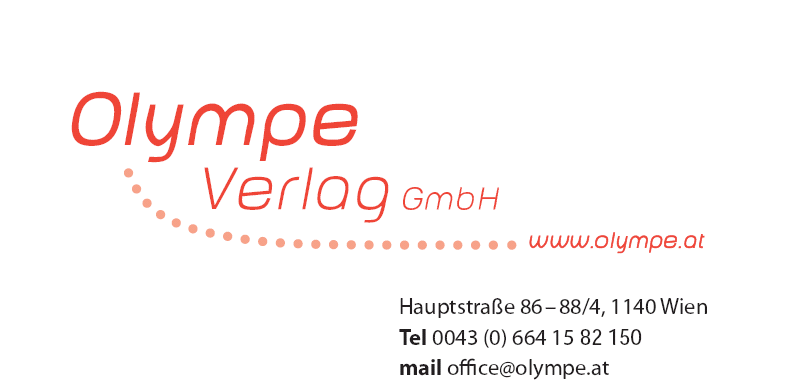 Olympe
Verlag GmbH
www.olympe.at
Hauptstraße 86–88/4, 1140 Wien
Tel 0043 (0) 664 15 82 150
mail office@olympe.at